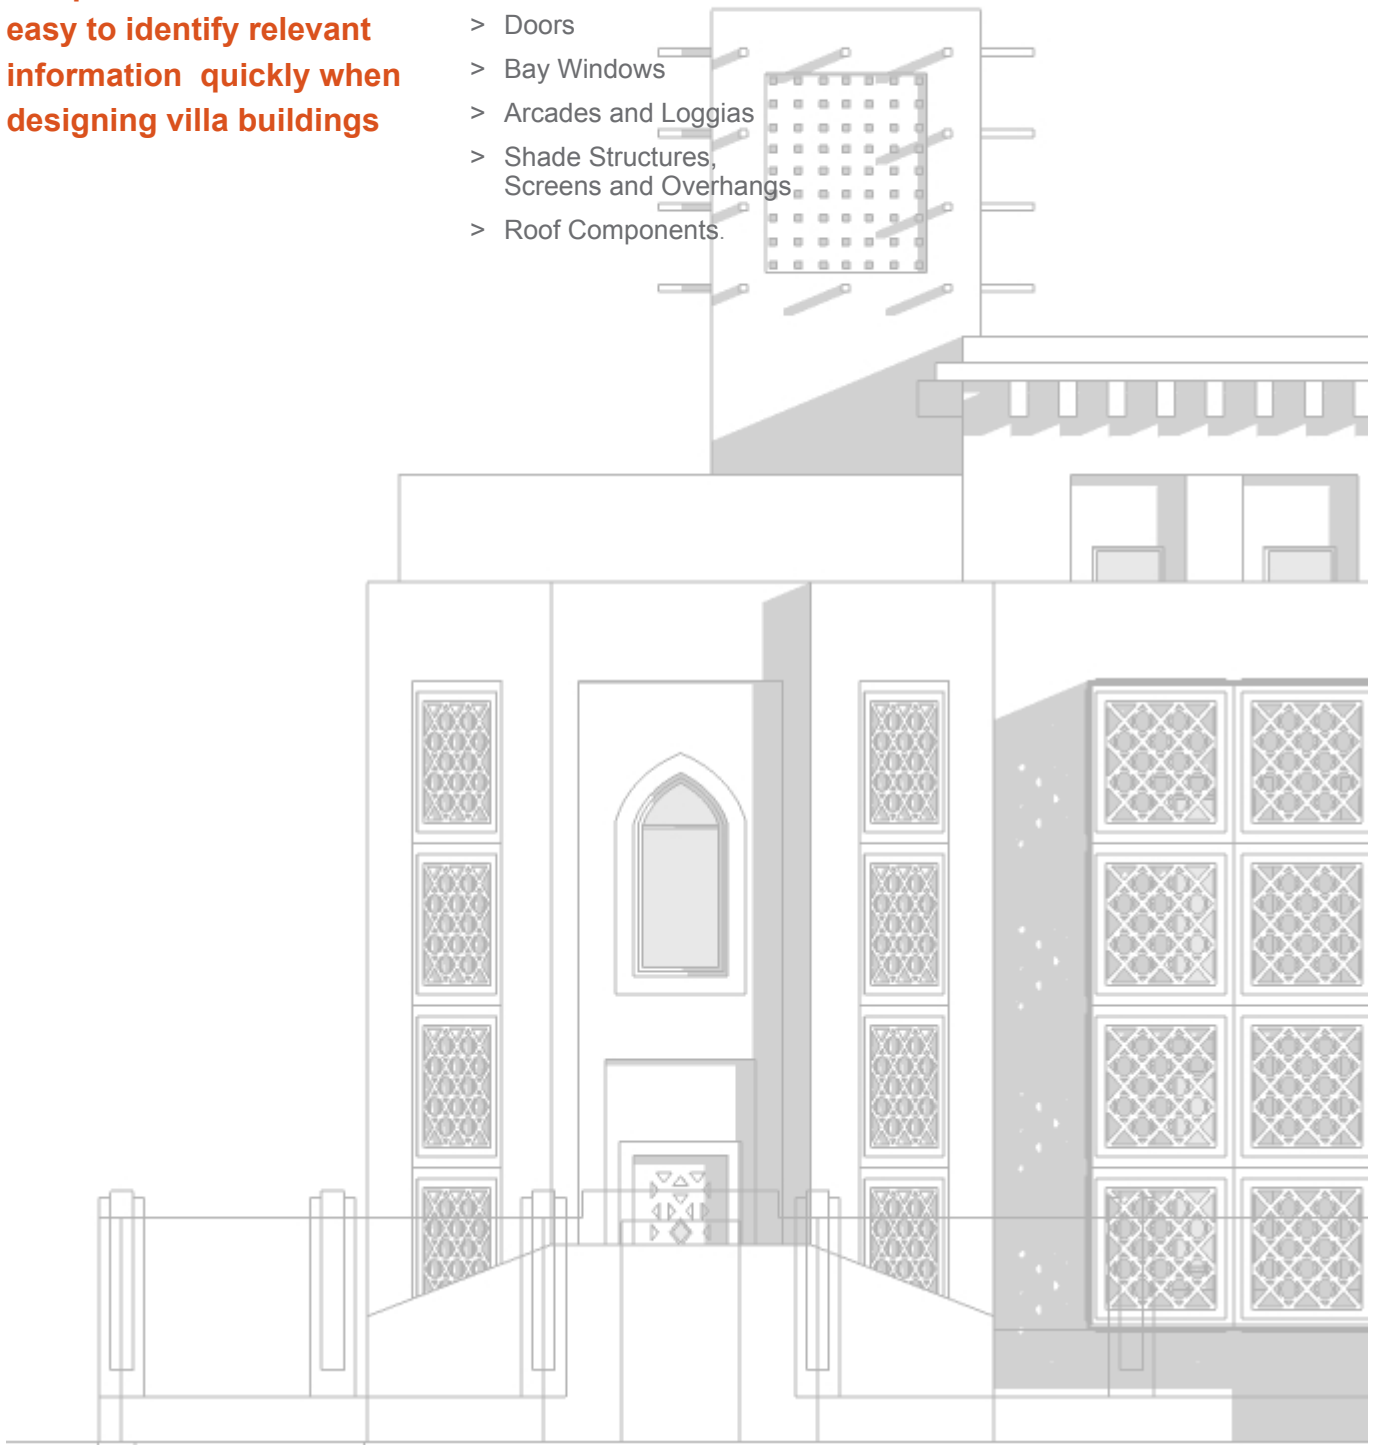 easy to identify relevant
information  quickly when
designing villa buildings
> Doors
> Bay Windows
> Arcades and Loggias
> Shade Structures,
Screens and Overhangs
> Roof Components.